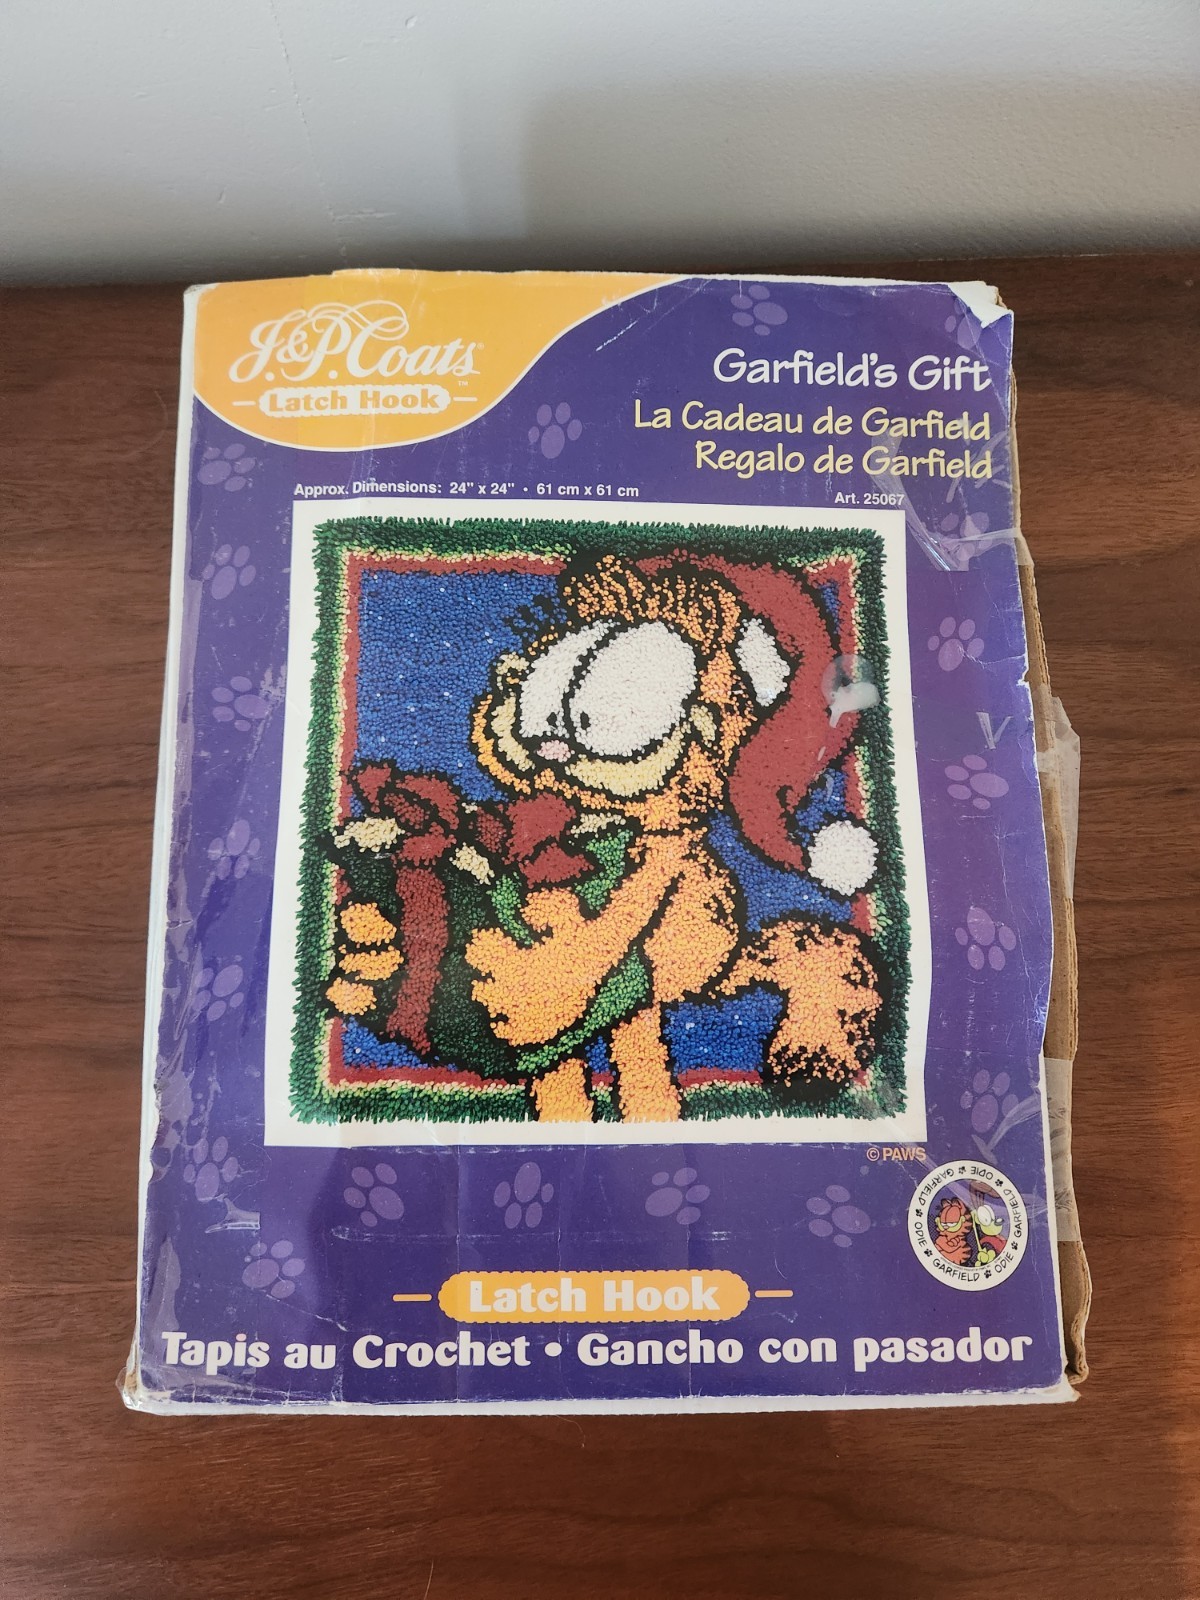 J.&P. Coats
Latch Hook
Garfield's Gift
La Cadeau de Garfield
Regalo de Garfield
Approx. Dimensions: 24" x 24" • 61 cm x 61 cm
Art. 25067
© PAWS
GARFIELD ODIE GARFIELD ODIE GARFIELD ODIE
Latch Hook
Tapis au Crochet • Gancho con pasador